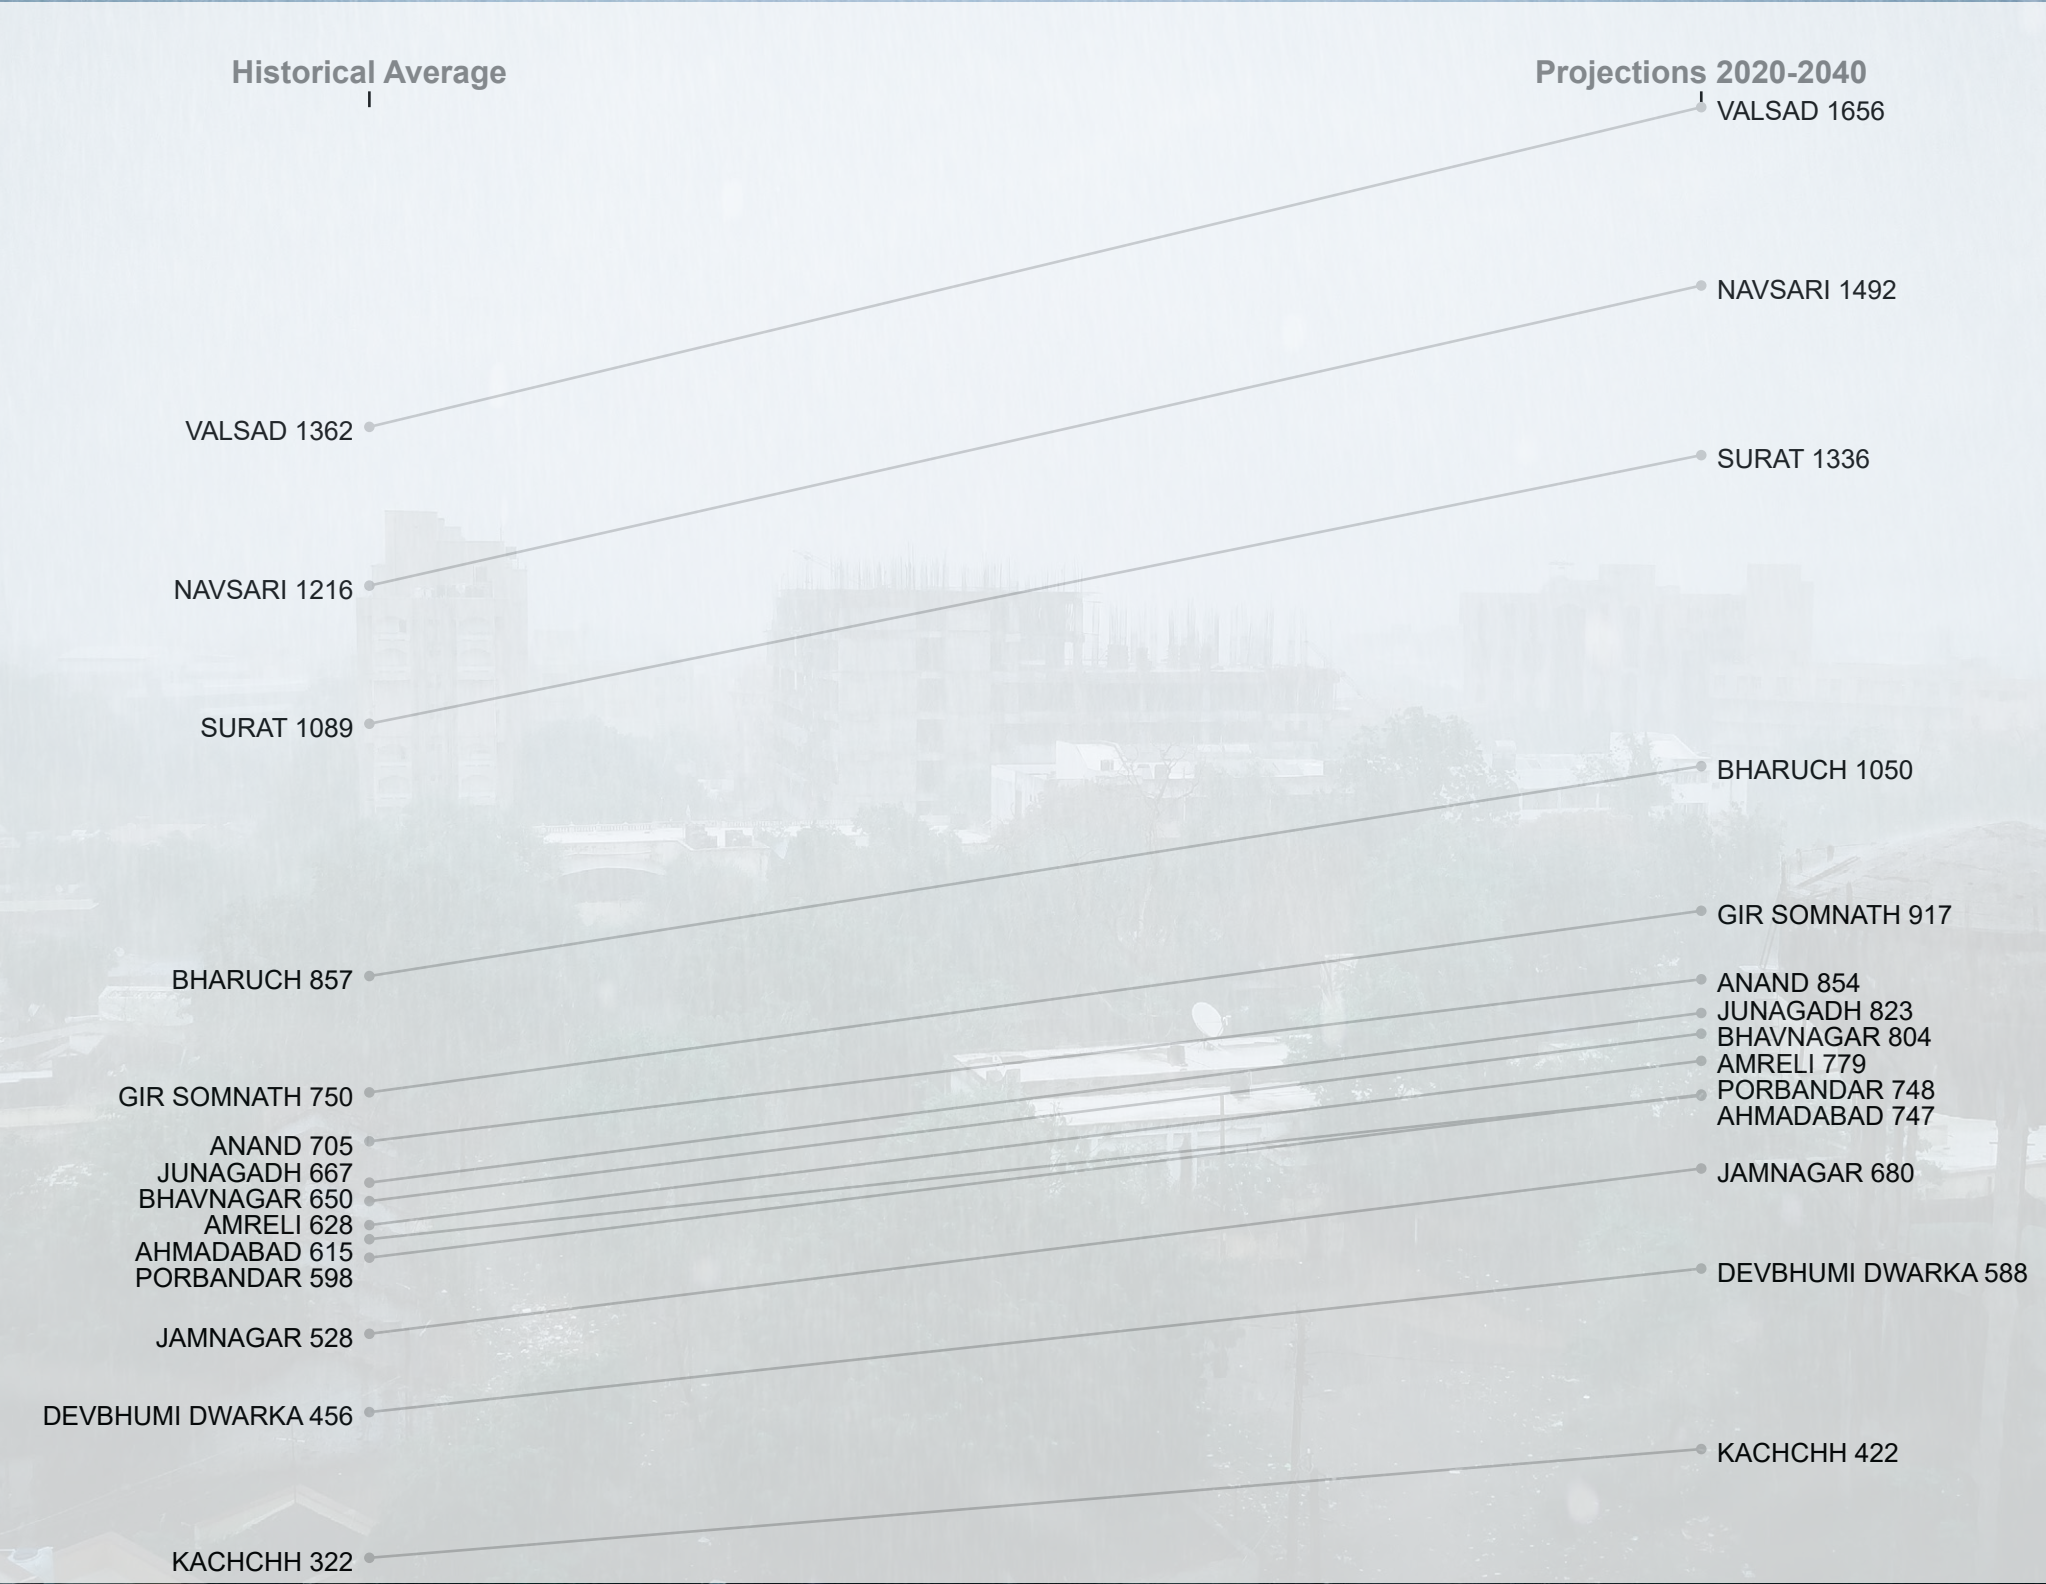 Historical Average
Projections 2020-2040
VALSAD 1656
NAVSARI 1492
VALSAD 1362
SURAT 1336
NAVSARI 1216
SURAT 1089
BHARUCH 1050
GIR SOMNATH 917
BHARUCH 857
ANAND 854
JUNAGADH 823
BHAVNAGAR 804
AMRELI 779
PORBANDAR 748
AHMADABAD 747
GIR SOMNATH 750
ANAND 705
JUNAGADH 667
BHAVNAGAR 650
AMRELI 628
AHMADABAD 615
PORBANDAR 598
JAMNAGAR 680
DEVBHUMI DWARKA 588
JAMNAGAR 528
DEVBHUMI DWARKA 456
KACHCHH 422
KACHCHH 322